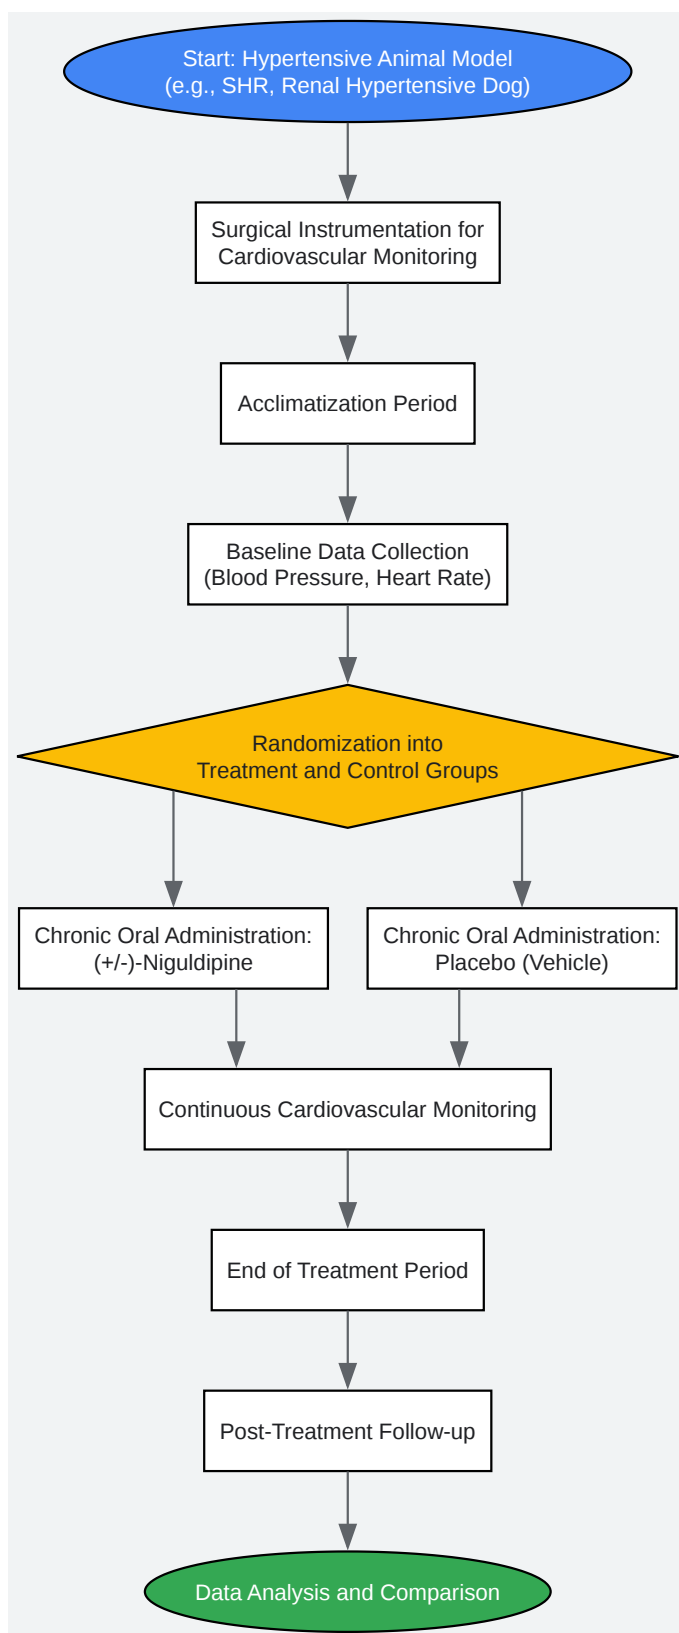 Start: Hypertensive Animal Model
(e.g., SHR, Renal Hypertensive Dog)
Surgical Instrumentation for
Cardiovascular Monitoring
Acclimatization Period
Baseline Data Collection
(Blood Pressure, Heart Rate)
Randomization into
Treatment and Control Groups
Chronic Oral Administration:
(+/-)-Niguldipine
Chronic Oral Administration:
Placebo (Vehicle)
Continuous Cardiovascular Monitoring
End of Treatment Period
Post-Treatment Follow-up
Data Analysis and Comparison